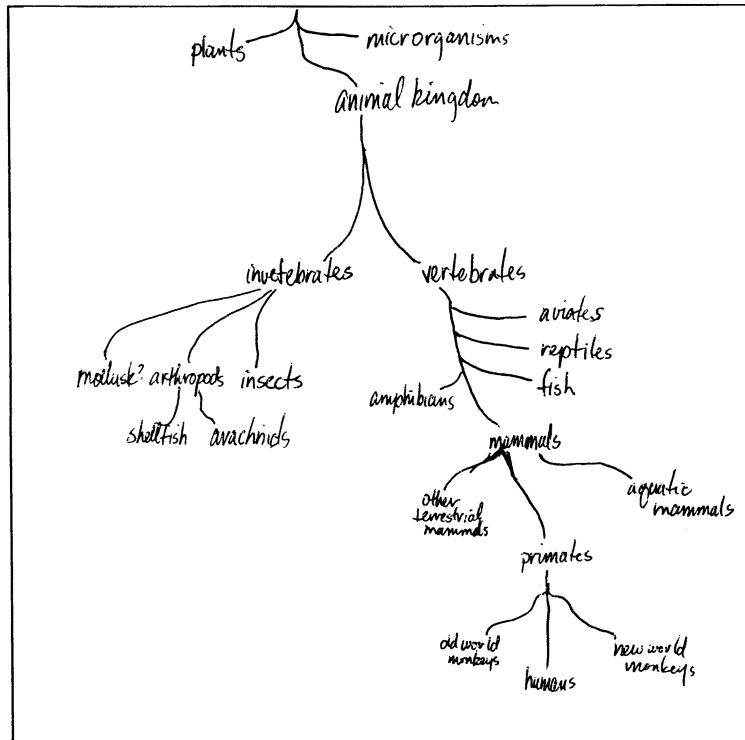 plants
microrganisms
animal kingdom
invetebrates
vertebrates
aviates
reptiles
fish
amphibians
mollusk? arthropods insects
shellfish arachnids
mammals
other
terrestrial
mammals
aquatic
mammals
primates
old world
monkeys
humans
new world
monkeys